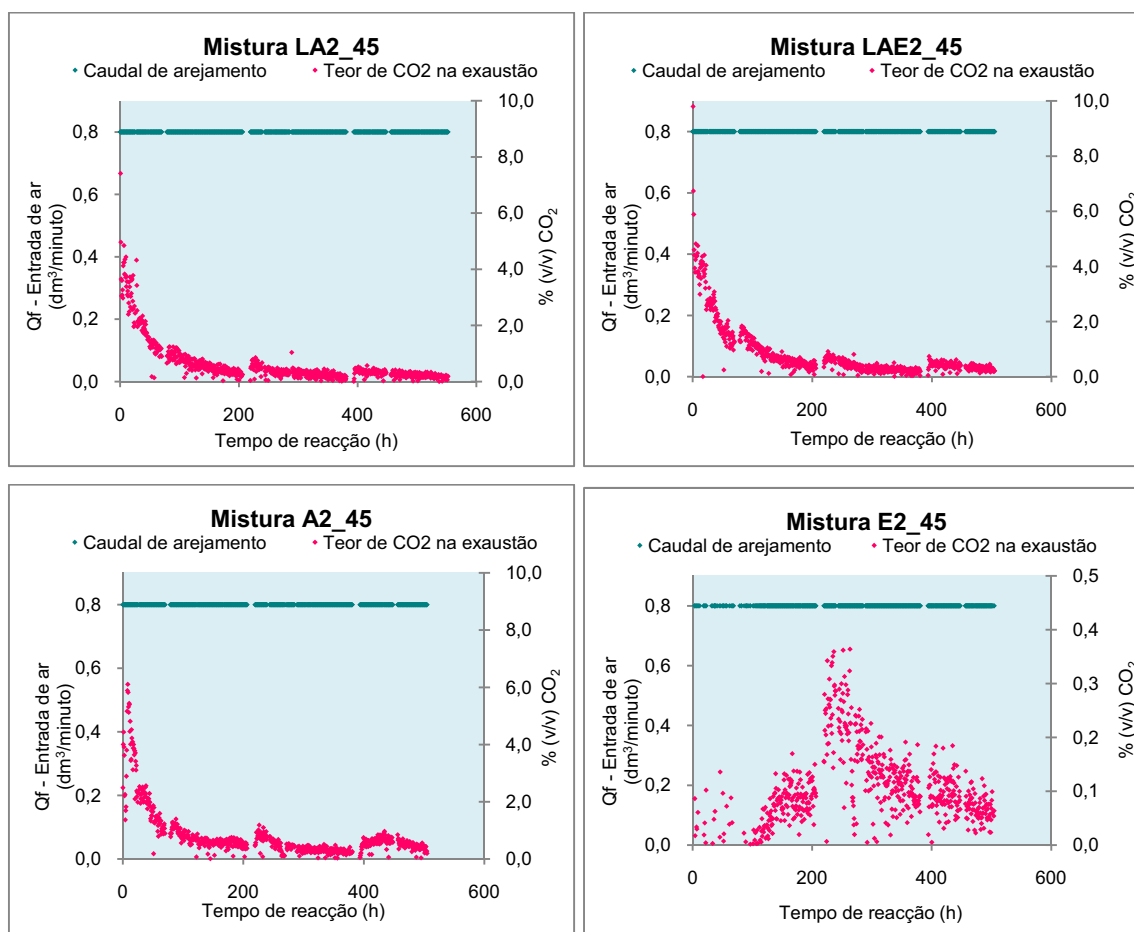 Mistura LA2_45
Caudal de arejamento Teor de CO2 na exaustão
10,0
8,0
6,0
4,0
2,0
0,0
% (v/v) CO₂
0,8
0,6
0,4
0,2
0,0
Qf - Entrada de ar
(dm³/minuto)
0 200 400 600
Tempo de reacção (h)
Mistura LAE2_45
Caudal de arejamento Teor de CO2 na exaustão
10,0
8,0
6,0
4,0
2,0
0,0
% (v/v) CO₂
0,8
0,6
0,4
0,2
0,0
Qf - Entrada de ar
(dm³/minuto)
0 200 400 600
Tempo de reacção (h)
Mistura A2_45
Caudal de arejamento Teor de CO2 na exaustão
10,0
8,0
6,0
4,0
2,0
0,0
% (v/v) CO₂
0,8
0,6
0,4
0,2
0,0
Qf - Entrada de ar
(dm³/minuto)
0 200 400 600
Tempo de reacção (h)
Mistura E2_45
Caudal de arejamento Teor de CO2 na exaustão
0,5
0,4
0,3
0,2
0,1
0,0
% (v/v) CO₂
0,8
0,6
0,4
0,2
0,0
Qf - Entrada de ar
(dm³/minuto)
0 200 400 600
Tempo de reacção (h)